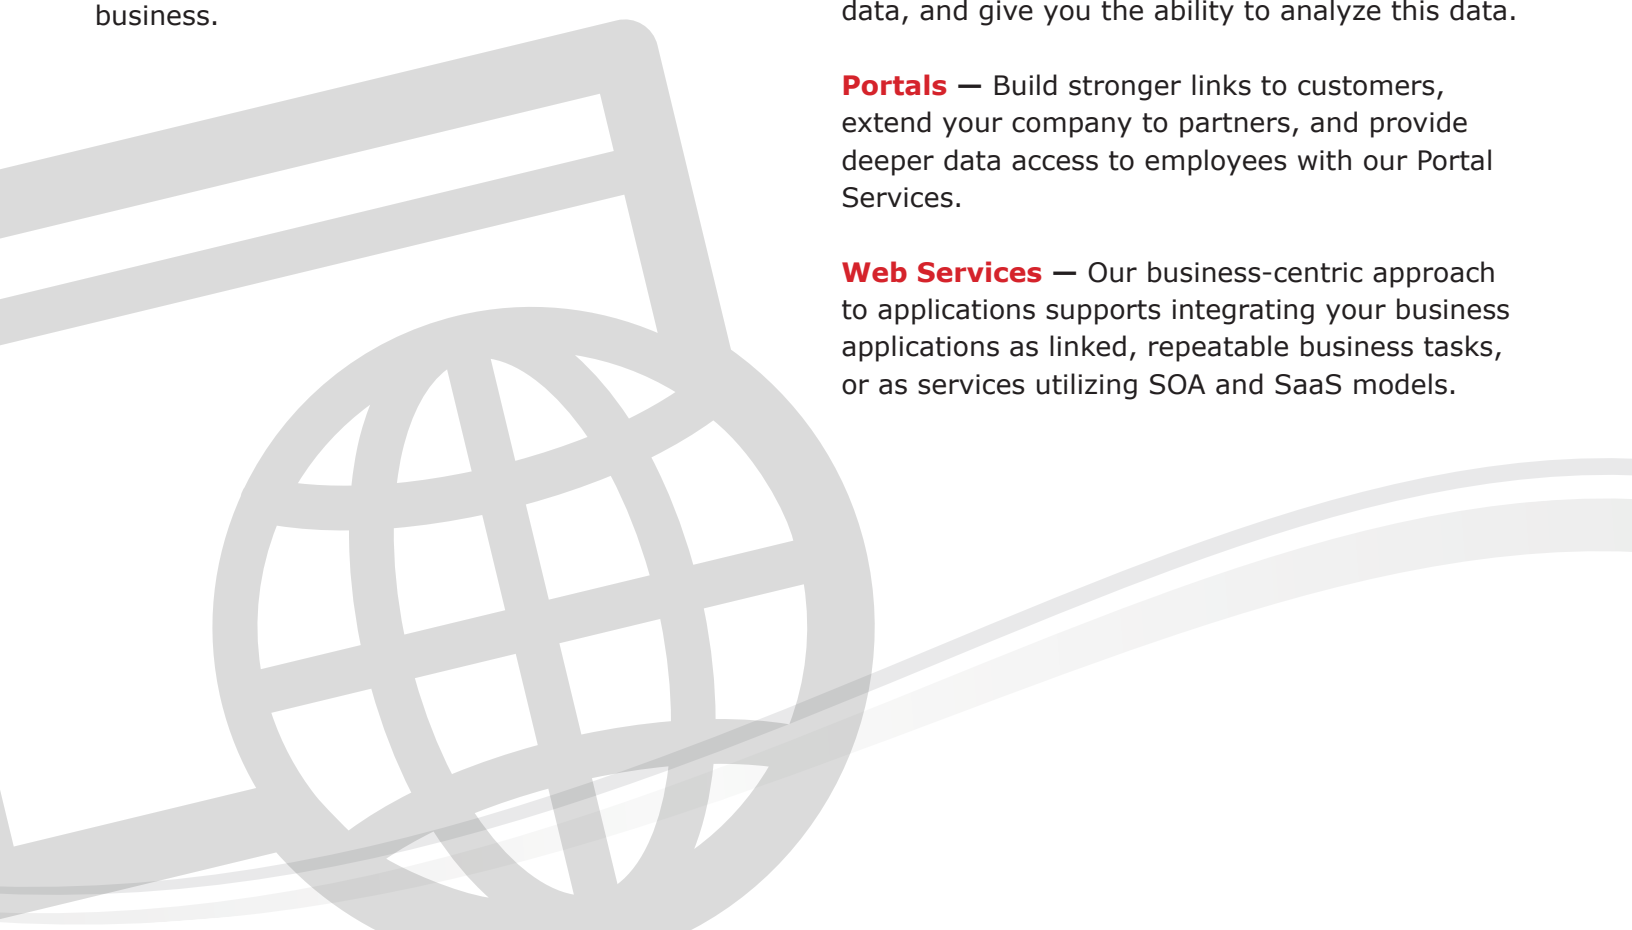 business.
data, and give you the ability to analyze this data.
Portals — Build stronger links to customers,
extend your company to partners, and provide
deeper data access to employees with our Portal
Services.
Web Services — Our business-centric approach
to applications supports integrating your business
applications as linked, repeatable business tasks,
or as services utilizing SOA and SaaS models.